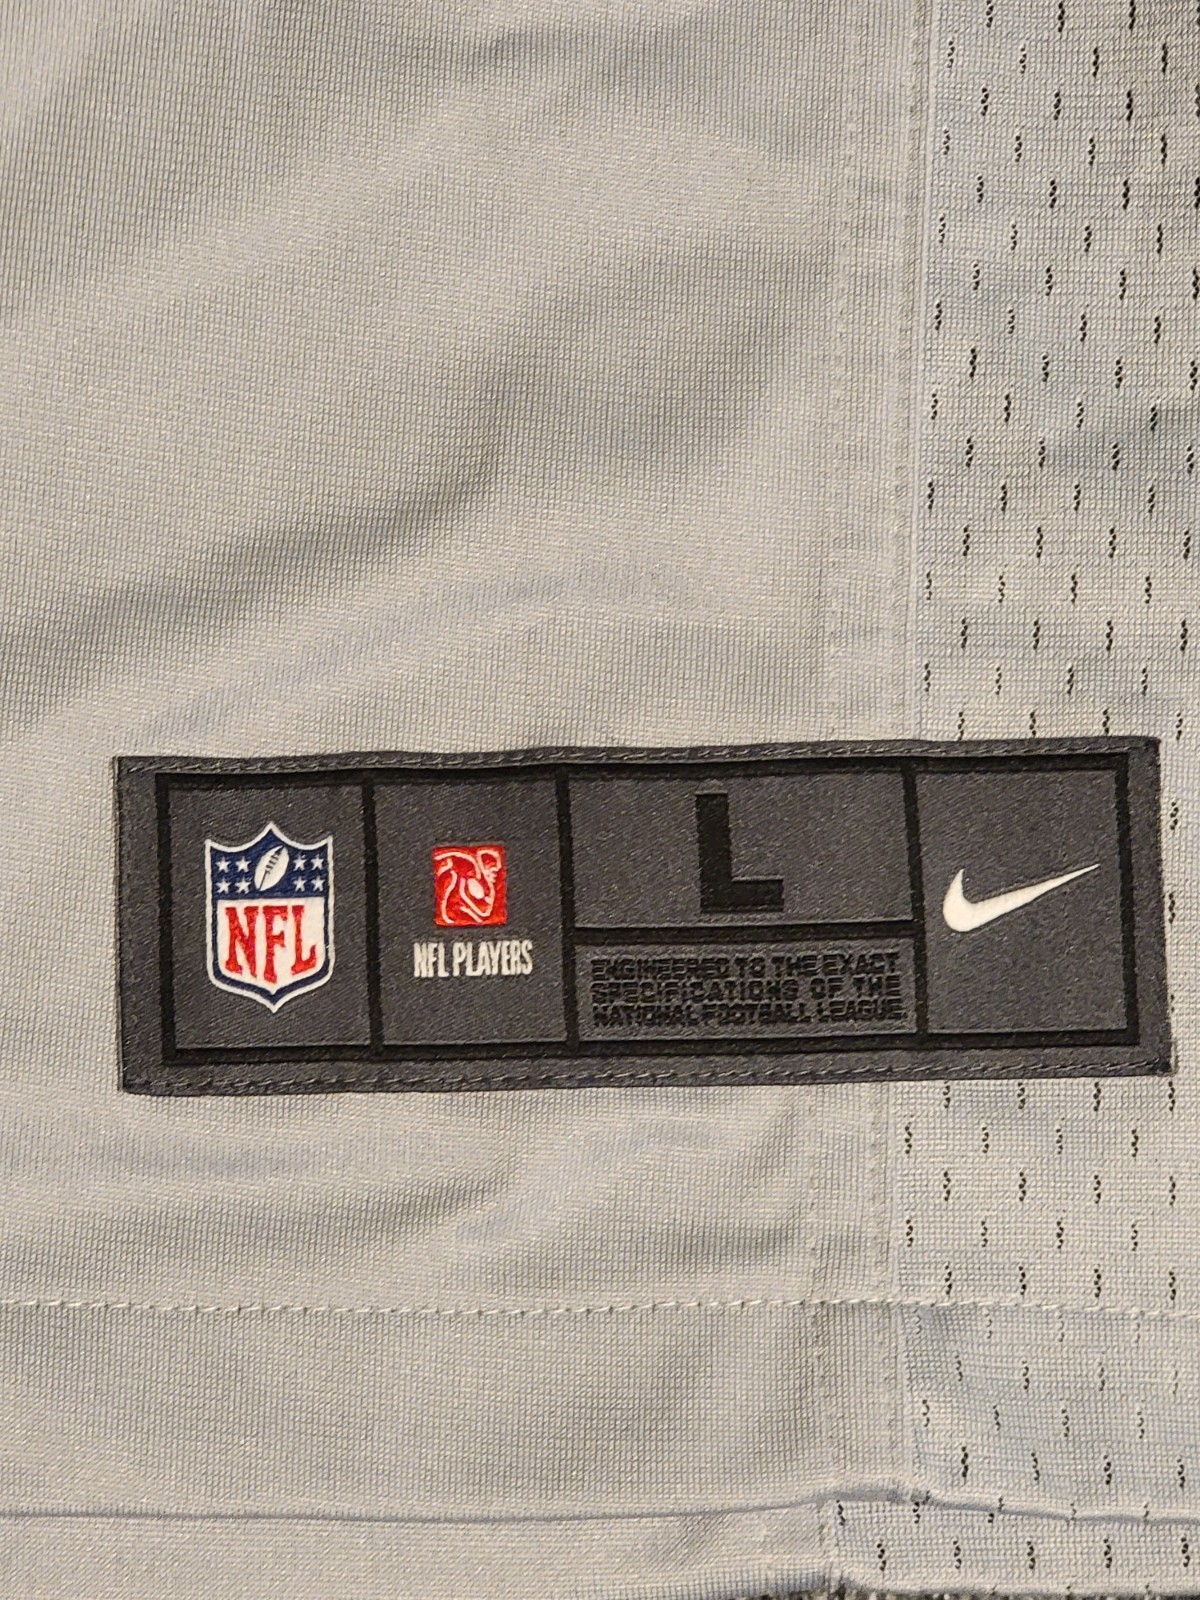 NFL
NFL PLAYERS
L
ENGINEERED TO THE EXACT
SPECIFICATIONS OF THE
NATIONAL FOOTBALL LEAGUE.